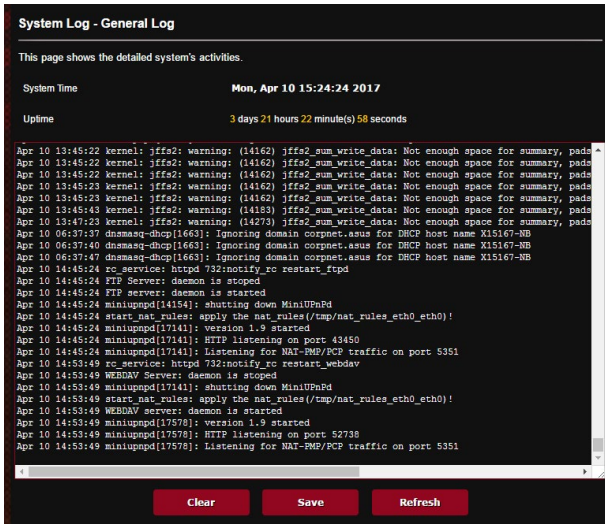 System Log - General Log
This page shows the detailed system's activities.
System Time Mon, Apr 10 15:24:24 2017
Uptime 3 days 21 hours 22 minute(s) 58 seconds
Apr 10 13:45:22 kernel: jffs2: warning: (14162) jffs2_sum_write_data: Not enough space for summary, pads
Apr 10 13:45:22 kernel: jffs2: warning: (14162) jffs2_sum_write_data: Not enough space for summary, pads
Apr 10 13:45:22 kernel: jffs2: warning: (14162) jffs2_sum_write_data: Not enough space for summary, pads
Apr 10 13:45:23 kernel: jffs2: warning: (14162) jffs2_sum_write_data: Not enough space for summary, pads
Apr 10 13:45:23 kernel: jffs2: warning: (14162) jffs2_sum_write_data: Not enough space for summary, pads
Apr 10 13:45:43 kernel: jffs2: warning: (14183) jffs2_sum_write_data: Not enough space for summary, pads
Apr 10 13:47:23 kernel: jffs2: warning: (14273) jffs2_sum_write_data: Not enough space for summary, pads
Apr 10 06:37:37 dnsmasq-dhcp[1663]: Ignoring domain corpnet.asus for DHCP host name X15167-NB
Apr 10 06:37:40 dnsmasq-dhcp[1663]: Ignoring domain corpnet.asus for DHCP host name X15167-NB
Apr 10 06:37:47 dnsmasq-dhcp[1663]: Ignoring domain corpnet.asus for DHCP host name X15167-NB
Apr 10 14:45:24 rc_service: httpd 732:notify_rc restart_ftpd
Apr 10 14:45:24 FTP Server: daemon is stoped
Apr 10 14:45:24 FTP server: daemon is started
Apr 10 14:45:24 miniupnpd[14154]: shutting down MiniUPnPd
Apr 10 14:45:24 start_nat_rules: apply the nat_rules(/tmp/nat_rules_eth0_eth0)!
Apr 10 14:45:24 miniupnpd[17141]: version 1.9 started
Apr 10 14:45:24 miniupnpd[17141]: HTTP listening on port 43450
Apr 10 14:45:24 miniupnpd[17141]: Listening for NAT-PMP/PCP traffic on port 5351
Apr 10 14:53:49 rc_service: httpd 732:notify_rc restart_webdav
Apr 10 14:53:49 WEBDAV Server: daemon is stoped
Apr 10 14:53:49 miniupnpd[17141]: shutting down MiniUPnPd
Apr 10 14:53:49 start_nat_rules: apply the nat_rules(/tmp/nat_rules_eth0_eth0)!
Apr 10 14:53:49 WEBDAV server: daemon is started
Apr 10 14:53:49 miniupnpd[17578]: version 1.9 started
Apr 10 14:53:49 miniupnpd[17578]: HTTP listening on port 52738
Apr 10 14:53:49 miniupnpd[17578]: Listening for NAT-PMP/PCP traffic on port 5351
Clear Save Refresh